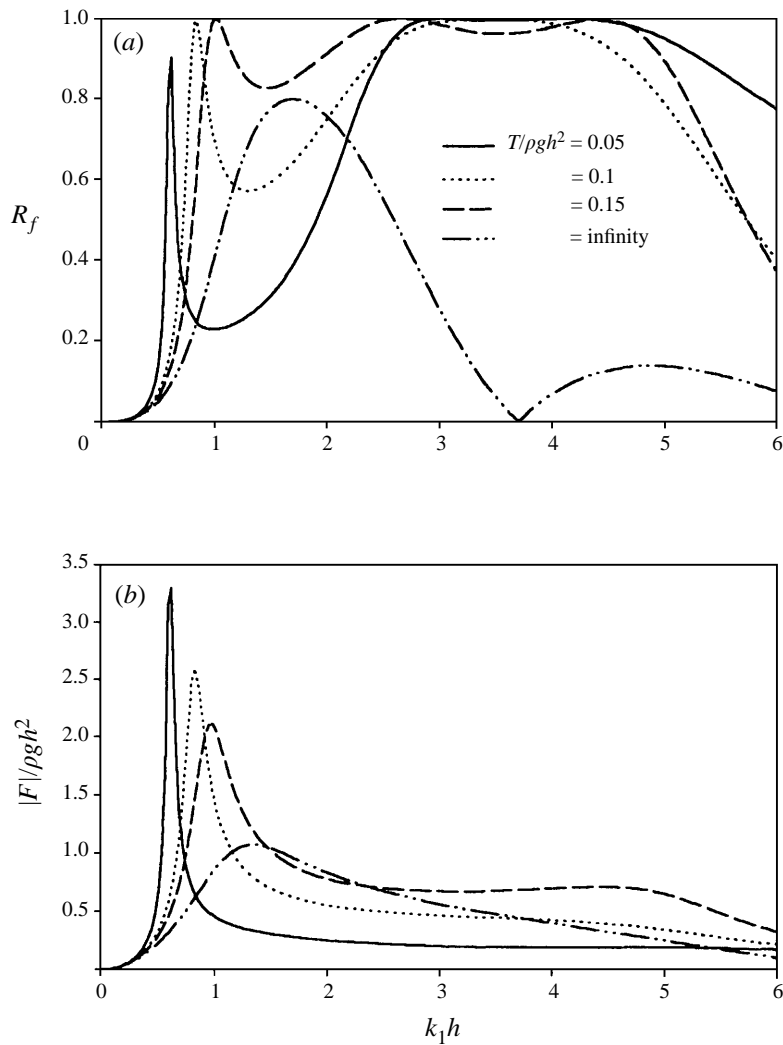 1.0
(a)
0.8
T/ρgh² = 0.05
0.6
= 0.1
R_f
= 0.15
0.4
= infinity
0.2
0 1 2 3 4 5 6
3.5
(b)
3.0
2.5
|F|/ρgh²
2.0
1.5
1.0
0.5
0 1 2 3 4 5 6
k₁h